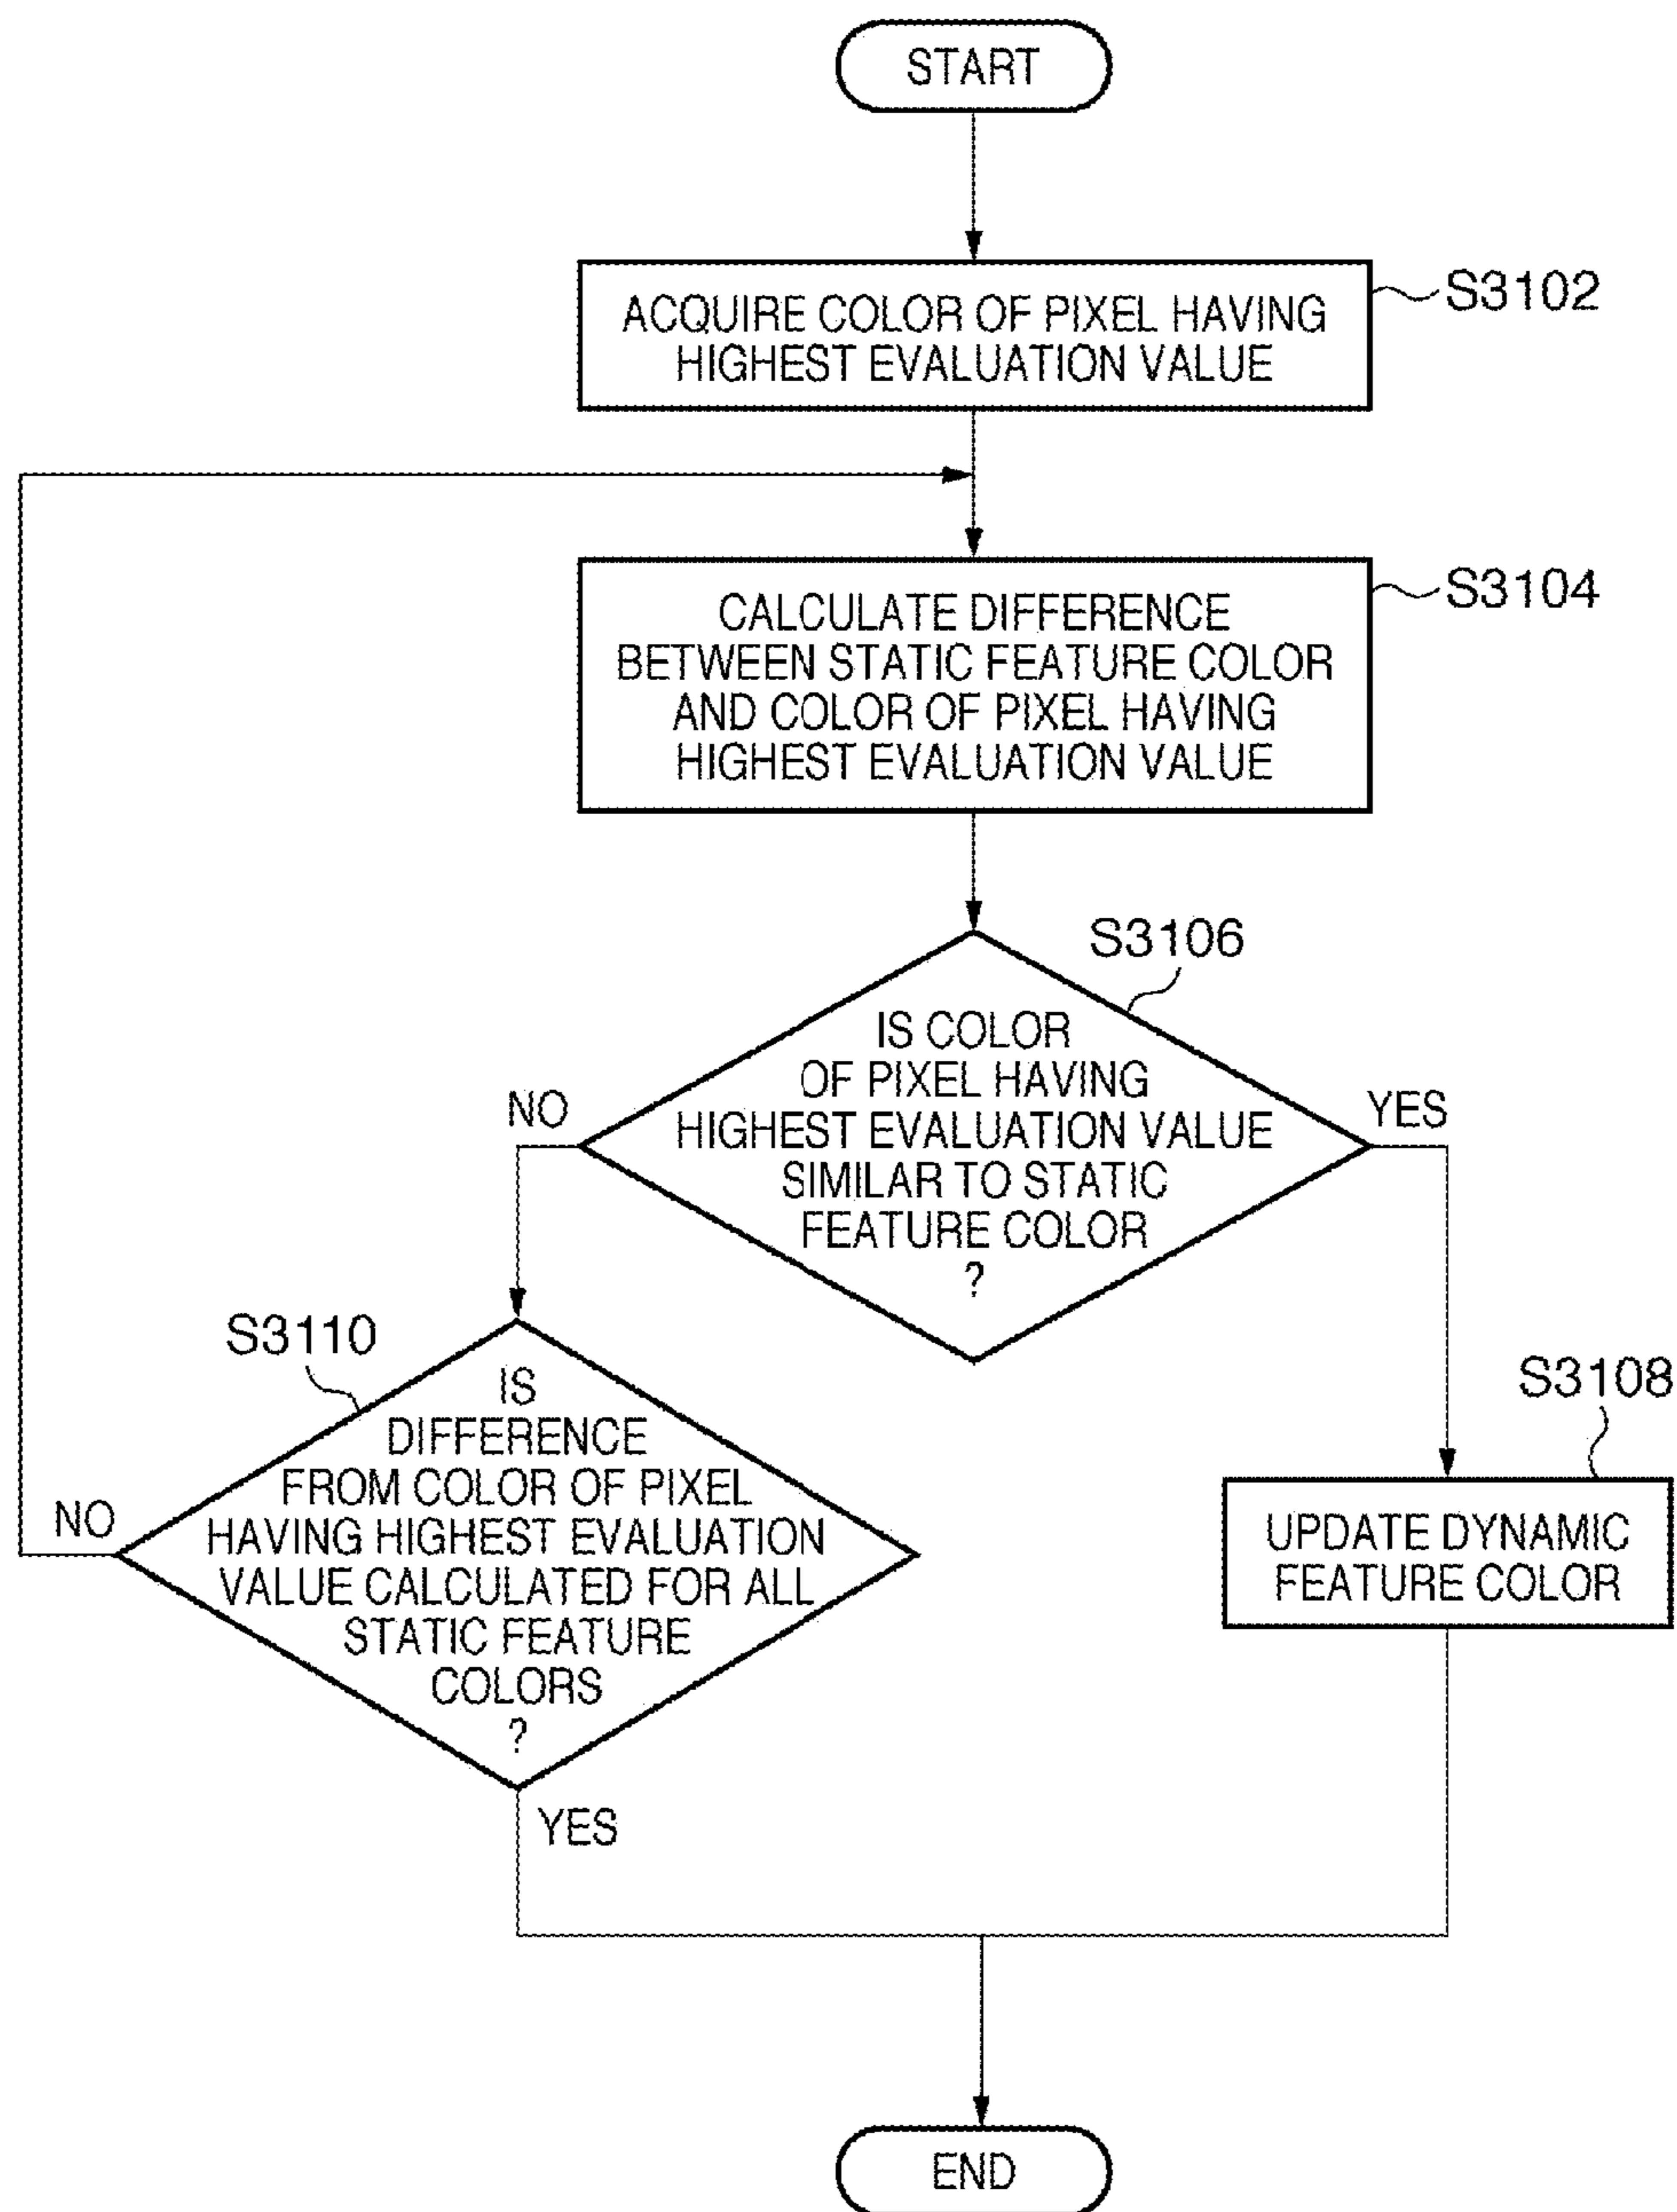 START
ACQUIRE COLOR OF PIXEL HAVING
HIGHEST EVALUATION VALUE
S3102
CALCULATE DIFFERENCE
BETWEEN STATIC FEATURE COLOR
AND COLOR OF PIXEL HAVING
HIGHEST EVALUATION VALUE
S3104
S3106
IS COLOR
OF PIXEL HAVING
HIGHEST EVALUATION VALUE
SIMILAR TO STATIC
FEATURE COLOR
?
NO
YES
S3110
IS
DIFFERENCE
FROM COLOR OF PIXEL
HAVING HIGHEST EVALUATION
VALUE CALCULATED FOR ALL
STATIC FEATURE
COLORS
?
NO
YES
S3108
UPDATE DYNAMIC
FEATURE COLOR
END